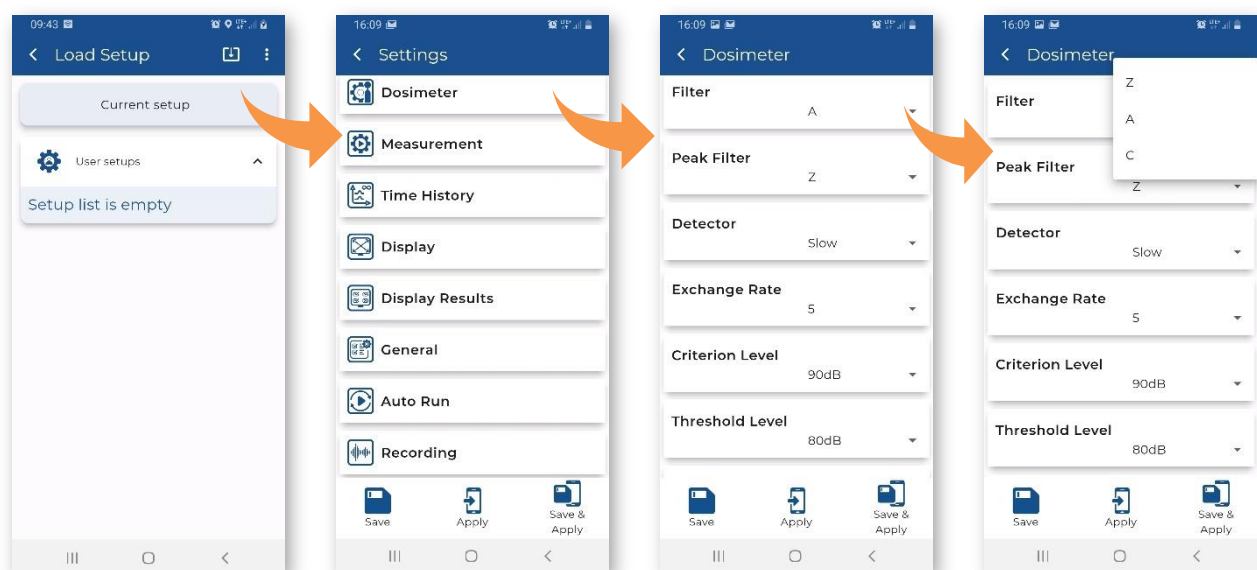 09:43
Load Setup
Current setup
User setups
Setup list is empty
16:09
Settings
Dosimeter
Measurement
Time History
Display
Display Results
General
Auto Run
Recording
Save
Apply
Save &
Apply
16:09
Dosimeter
Filter
A
Peak Filter
Z
Detector
Slow
Exchange Rate
5
Criterion Level
90dB
Threshold Level
80dB
Save
Apply
Save &
Apply
16:09
Dosimeter
Filter
Z
A
C
Peak Filter
Z
Detector
Slow
Exchange Rate
5
Criterion Level
90dB
Threshold Level
80dB
Save
Apply
Save &
Apply